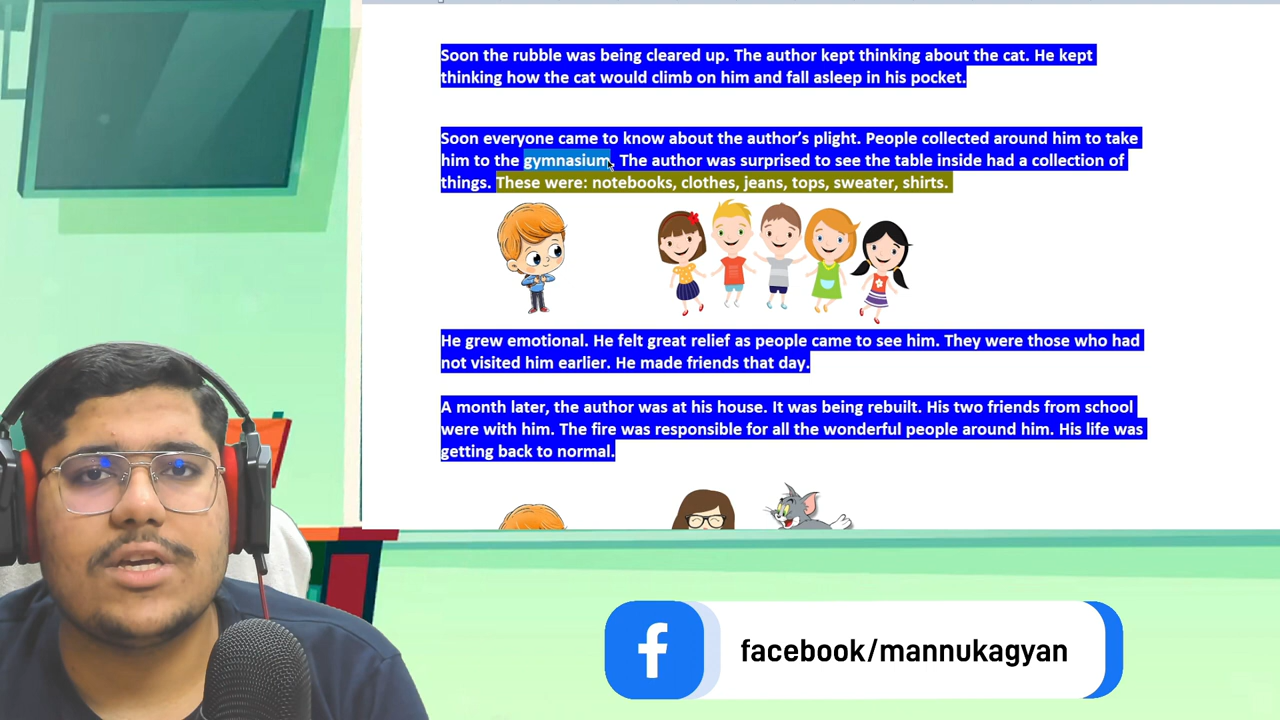 Soon the rubble was being cleared up. The author kept thinking about the cat. He kept
thinking how the cat would climb on him and fall asleep in his pocket.
Soon everyone came to know about the author's plight. People collected around him to take
him to the gymnasium. The author was surprised to see the table inside had a collection of
things. These were: notebooks, clothes, jeans, tops, sweater, shirts.
He grew emotional. He felt great relief as people came to see him. They were those who had
not visited him earlier. He made friends that day.
A month later, the author was at his house. It was being rebuilt. His two friends from school
were with him. The fire was responsible for all the wonderful people around him. His life was
getting back to normal.
facebook/mannukagyan